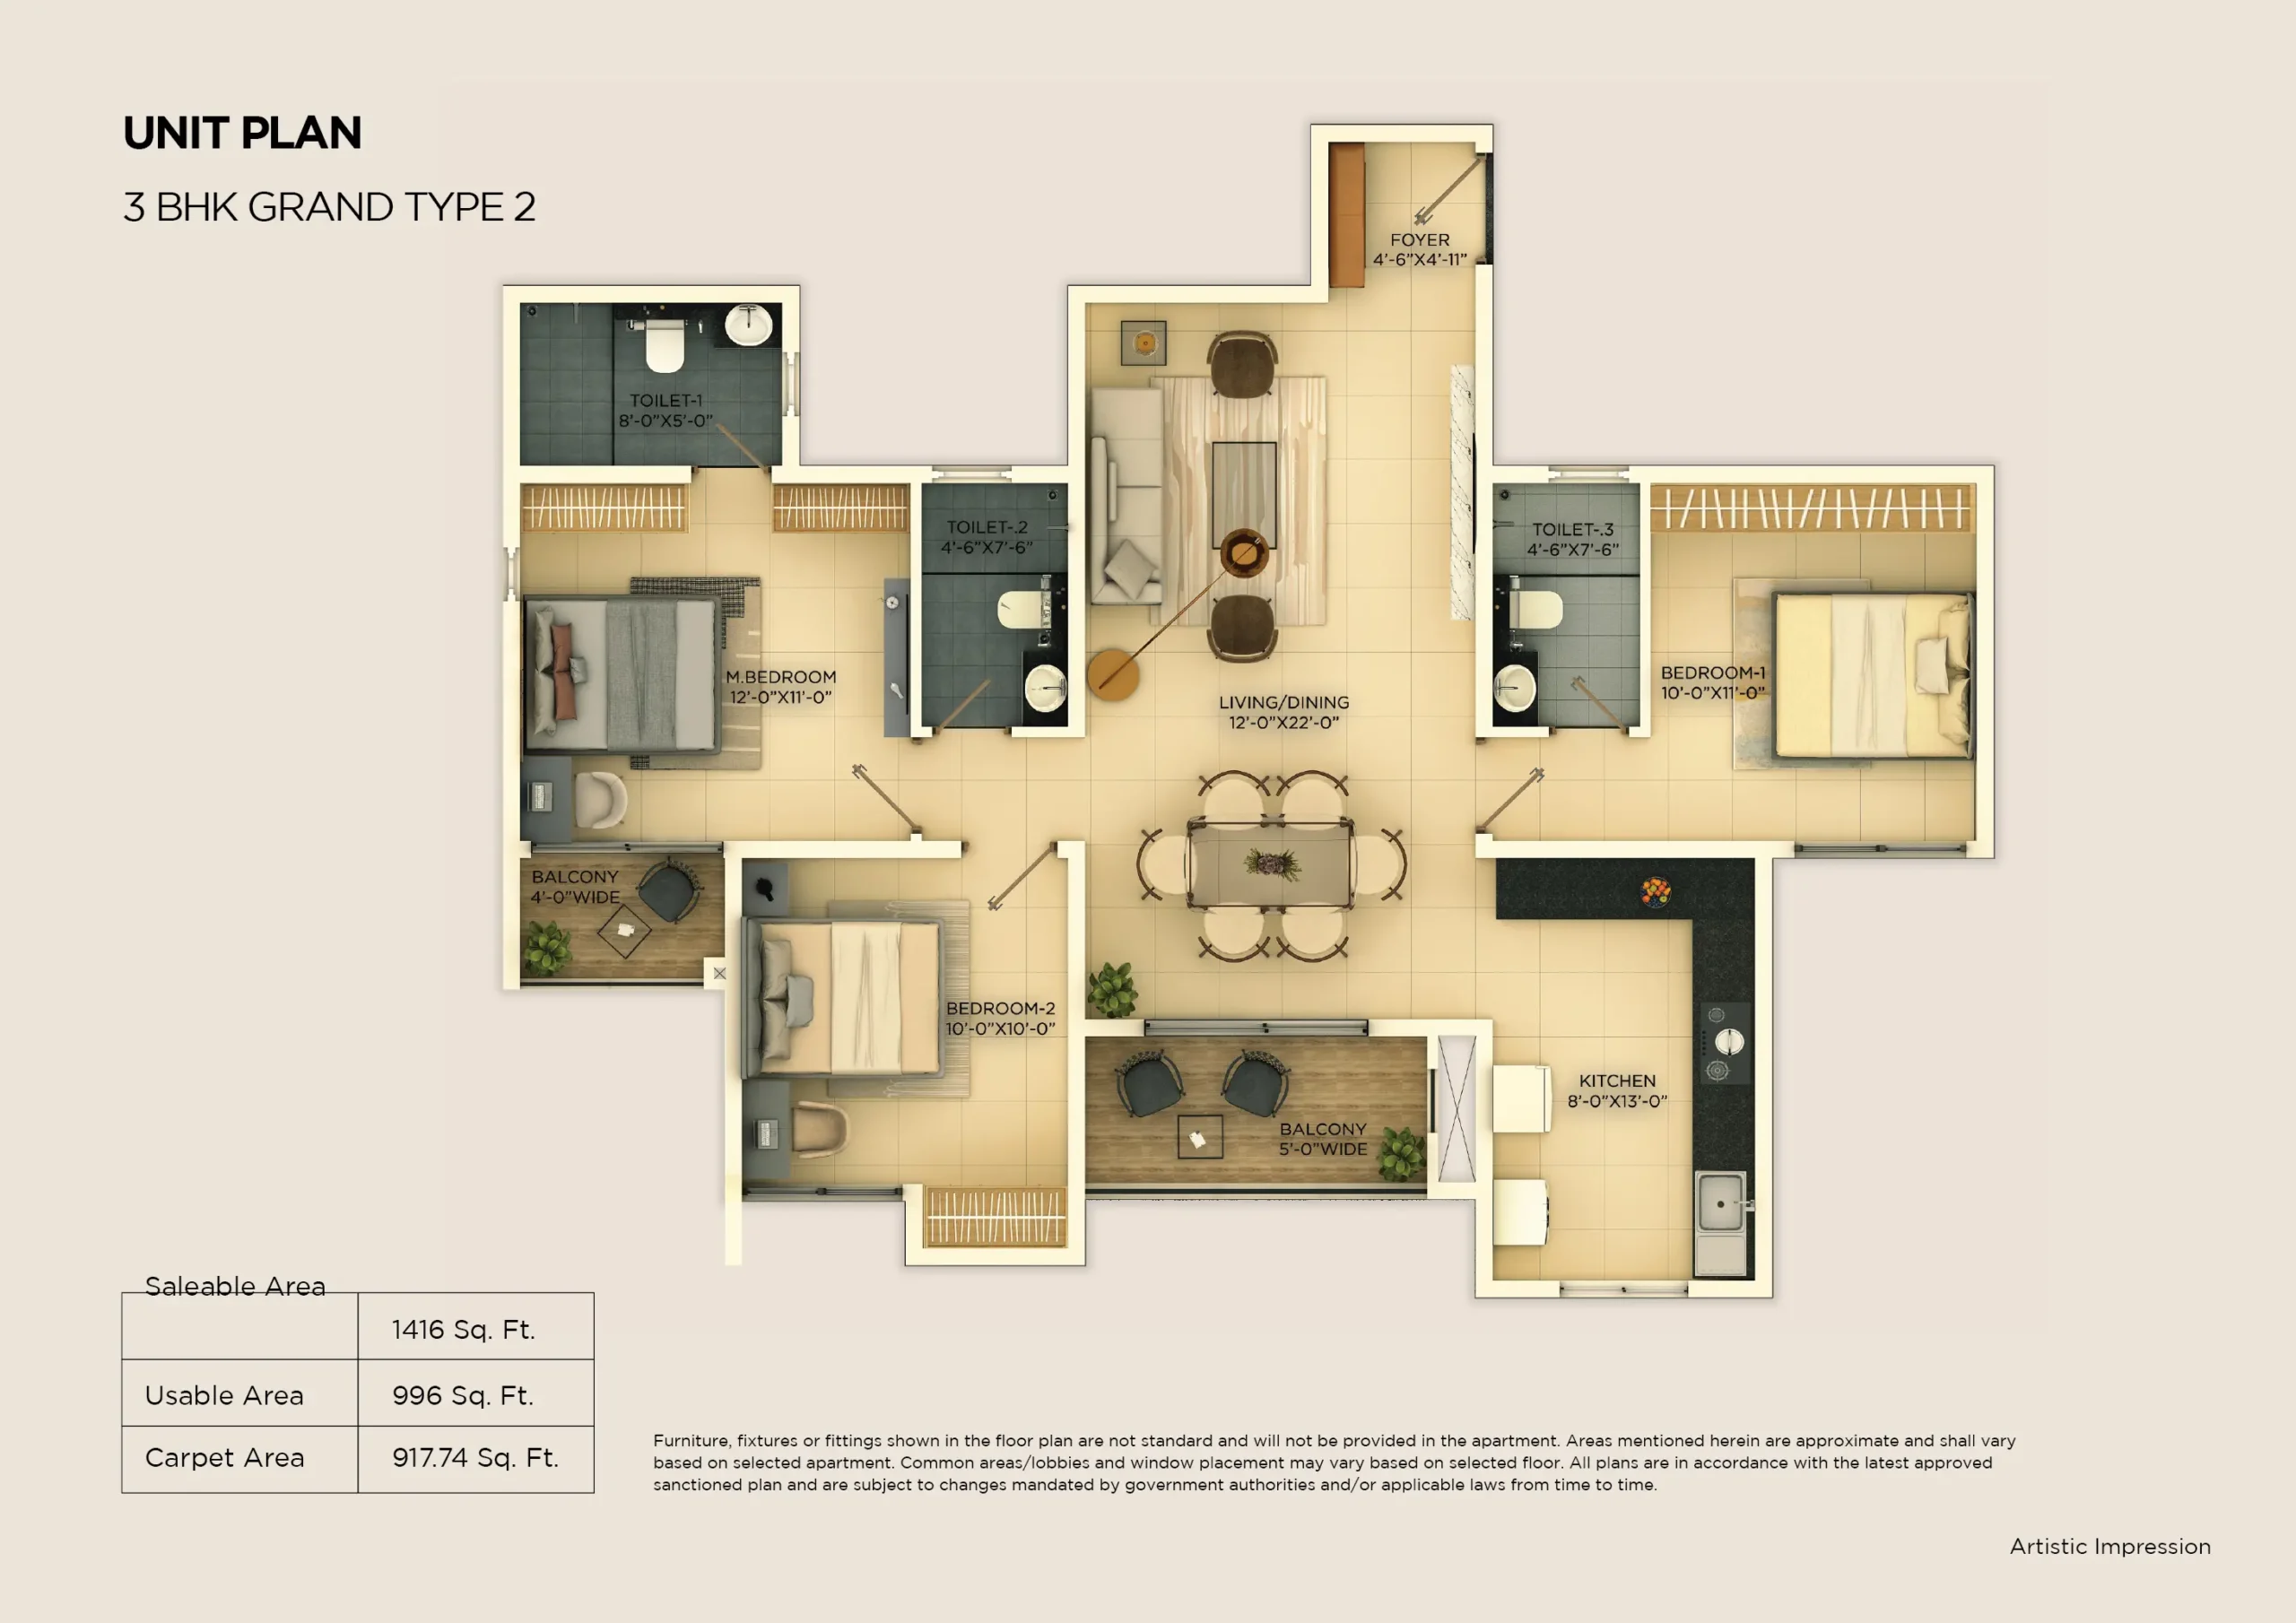 UNIT PLAN
3 BHK GRAND TYPE 2
FOYER
4'-6"X4'-11"
TOILET-1
8'-0"X5'-0"
TOILET-.2
4'-6"X7'-6"
TOILET-.3
4'-6"X7'-6"
M.BEDROOM
12'-0"X11'-0"
LIVING/DINING
12'-0"X22'-0"
BEDROOM-1
10'-0"X11'-0"
BALCONY
4'-0"WIDE
BEDROOM-2
10'-0"X10'-0"
BALCONY
5'-0"WIDE
KITCHEN
8'-0"X13'-0"
Saleable Area
1416 Sq. Ft.
Usable Area 996 Sq. Ft.
Carpet Area 917.74 Sq. Ft.
Furniture, fixtures or fittings shown in the floor plan are not standard and will not be provided in the apartment. Areas mentioned herein are approximate and shall vary
based on selected apartment. Common areas/lobbies and window placement may vary based on selected floor. All plans are in accordance with the latest approved
sanctioned plan and are subject to changes mandated by government authorities and/or applicable laws from time to time.
Artistic Impression